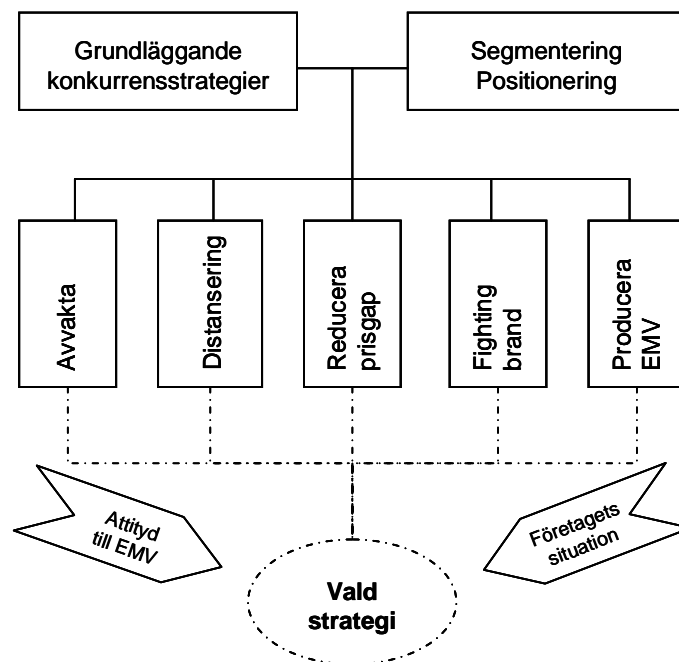 Grundläggande
konkurrensstrategier
Segmentering
Positionering
Avvakta
Distansering
Reducera
prisgap
Fighting
brand
Producera
EMV
Attityd
till EMV
Företagets
situation
Vald
strategi